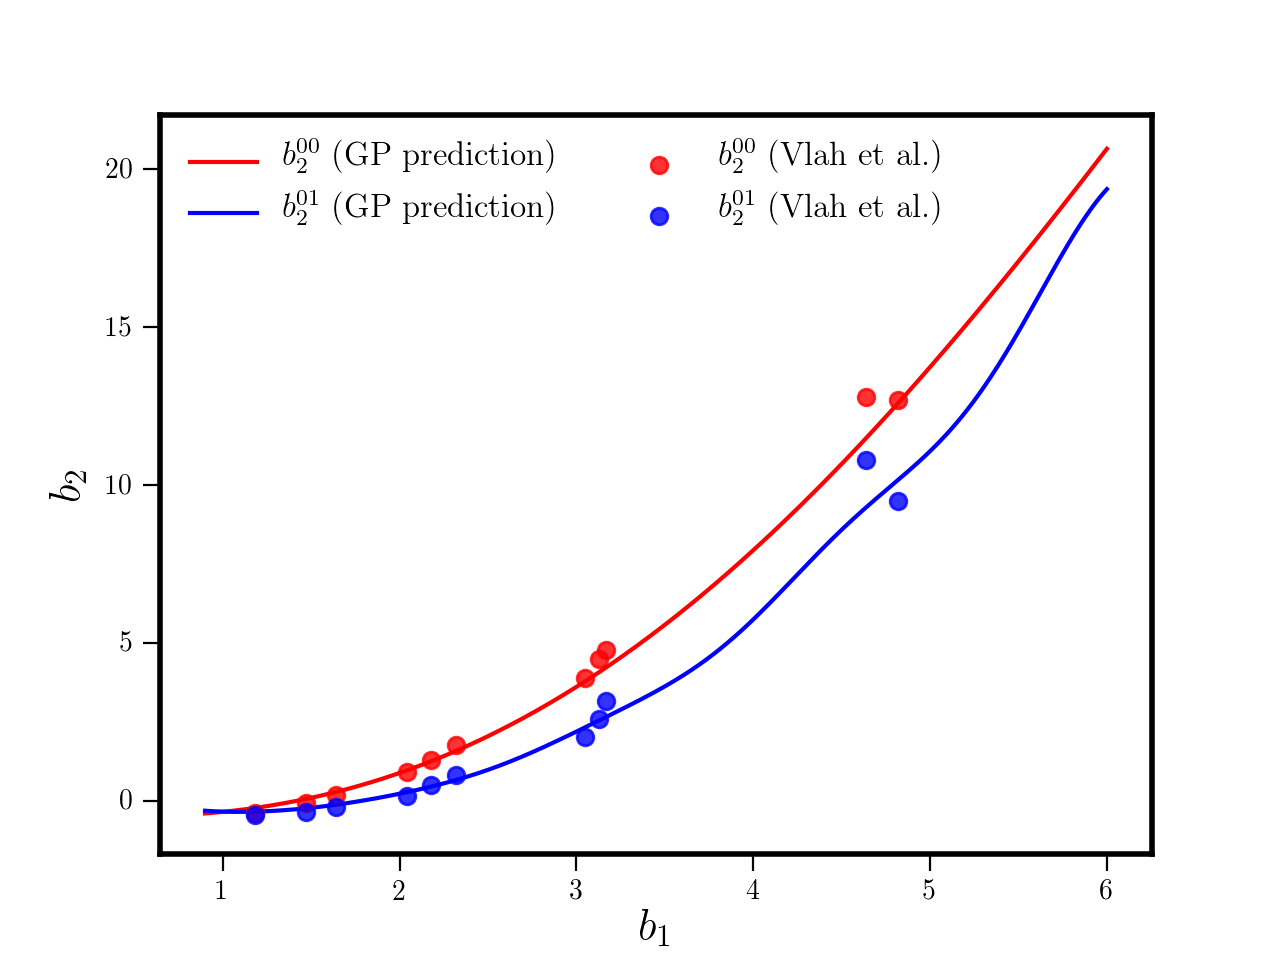 b_2^{00} (GP prediction)
b_2^{01} (GP prediction)
b_2^{00} (Vlah et al.)
b_2^{01} (Vlah et al.)
20
15
10
5
0
b_2
1 2 3 4 5 6
b_1